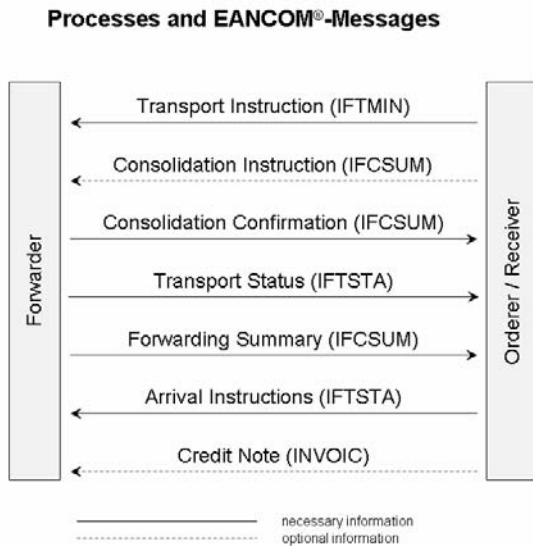 Processes and EANCOM®-Messages
Forwarder
Transport Instruction (IFTMIN)
Consolidation Instruction (IFCSUM)
Consolidation Confirmation (IFCSUM)
Transport Status (IFTSTA)
Forwarding Summary (IFCSUM)
Arrival Instructions (IFTSTA)
Credit Note (INVOIC)
Orderer / Receiver
necessary information
optional information